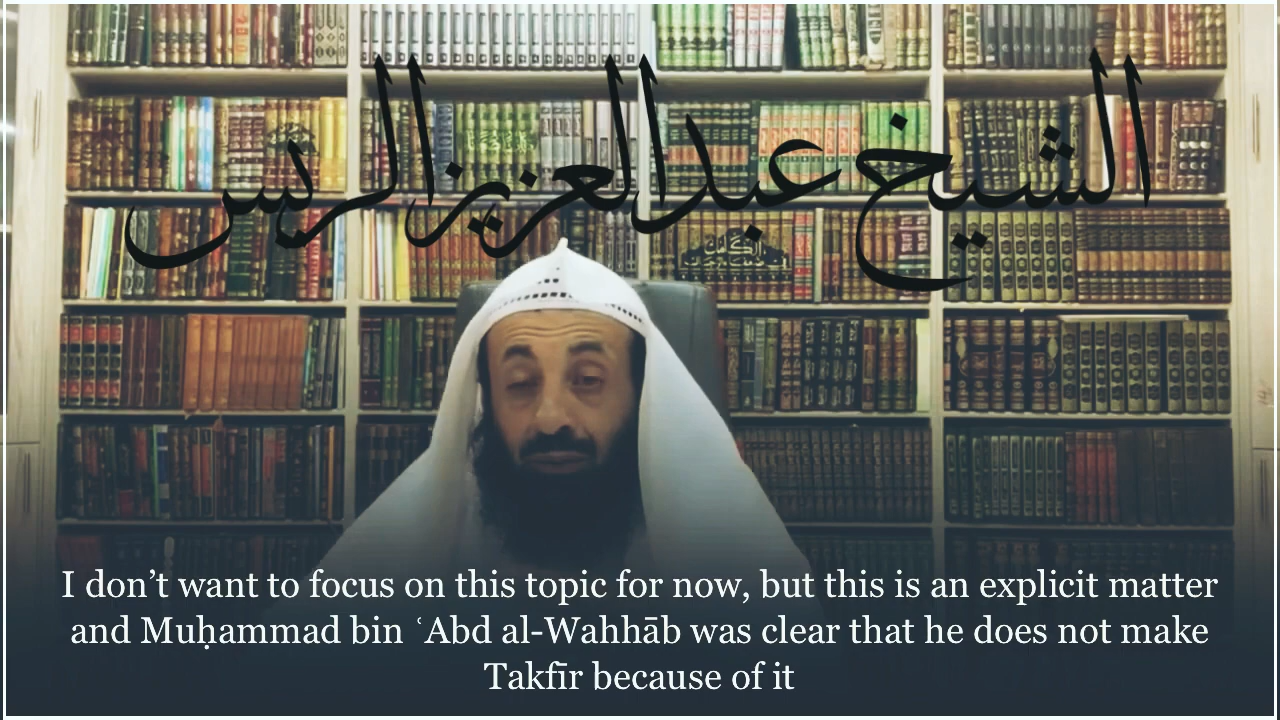 الشيخ عبدالعزيز الريس
الكامل
I don’t want to focus on this topic for now, but this is an explicit matter
and Muḥammad bin ʿAbd al-Wahhāb was clear that he does not make
Takfīr because of it